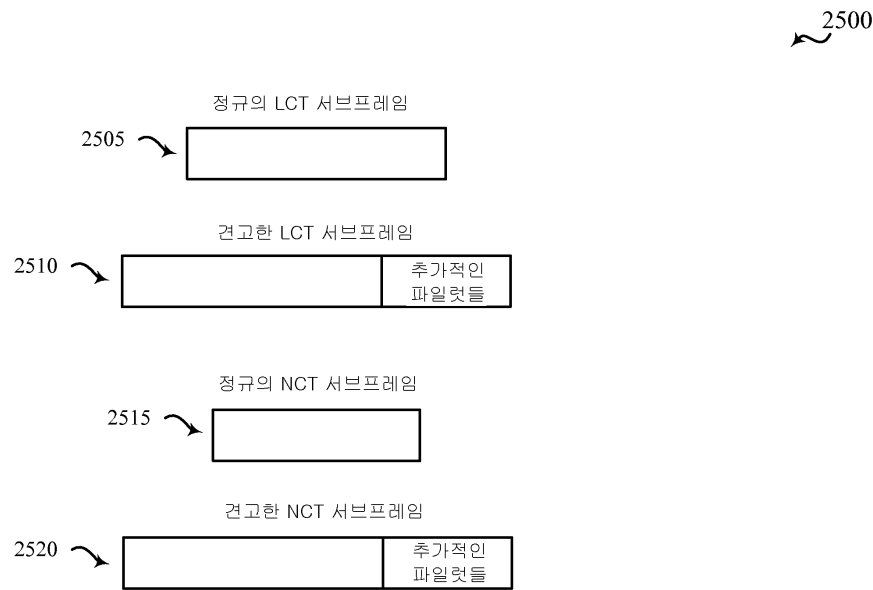 2500
정규의 LCT 서브프레임
2505
견고한 LCT 서브프레임
2510
추가적인
파일럿들
정규의 NCT 서브프레임
2515
견고한 NCT 서브프레임
2520
추가적인
파일럿들